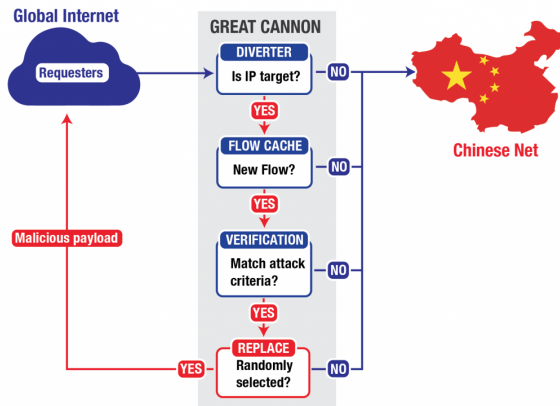 Global Internet
GREAT CANNON
Requesters
DIVERTER
Is IP target?
NO
YES
Chinese Net
FLOW CACHE
New Flow?
NO
YES
Malicious payload
VERIFICATION
Match attack
criteria?
NO
YES
REPLACE
Randomly
selected?
YES
NO